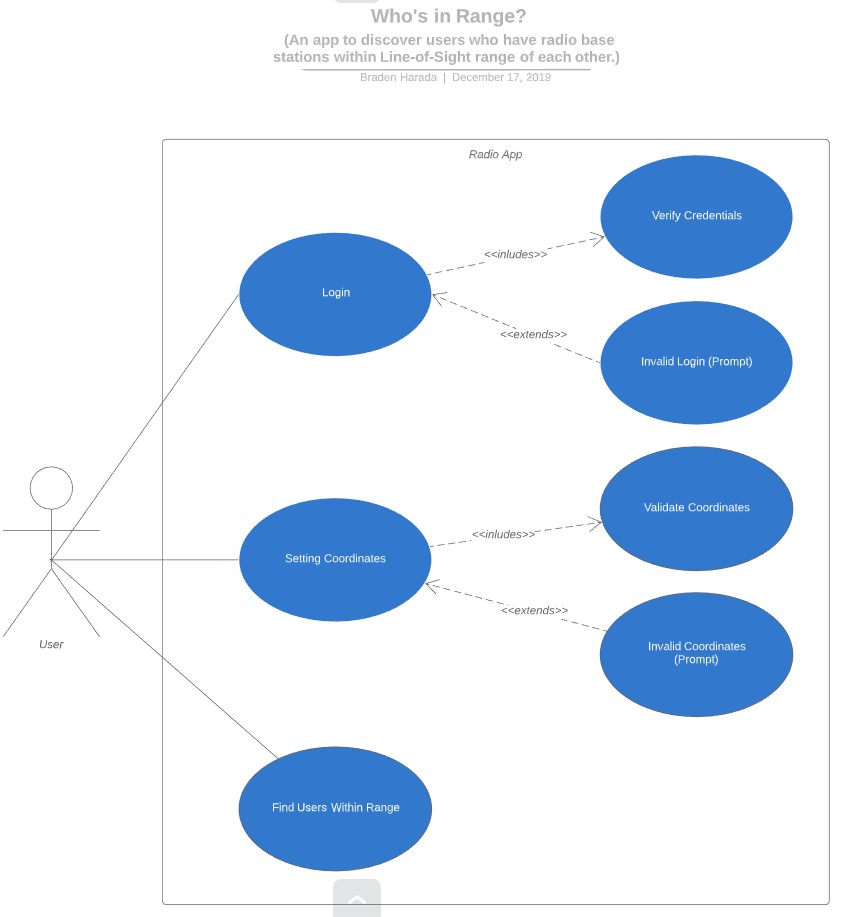 Who's in Range?
(An app to discover users who have radio base
stations within Line-of-Sight range of each other.)
Braden Harada | December 17, 2019
Radio App
Verify Credentials
<<inludes>>
Login
<<extends>>
Invalid Login (Prompt)
Validate Coordinates
<<inludes>>
Setting Coordinates
<<extends>>
Invalid Coordinates
(Prompt)
User
Find Users Within Range